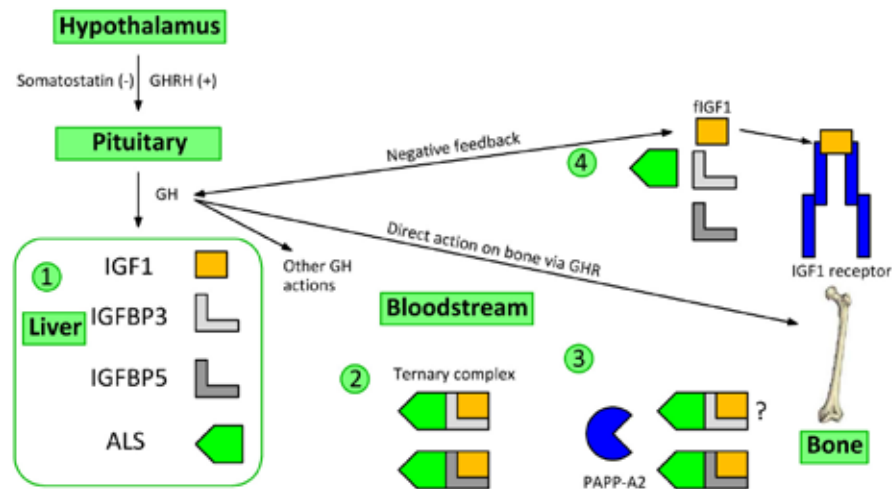 Hypothalamus
Somatostatin (-) GHRH (+)
Pituitary
GH
Negative feedback
fIGF1
4
IGF1 receptor
Direct action on bone via GHR
Other GH
actions
Bloodstream
1
IGF1
Liver
IGFBP3
IGFBP5
ALS
2
Ternary complex
3
?
PAPP-A2
Bone